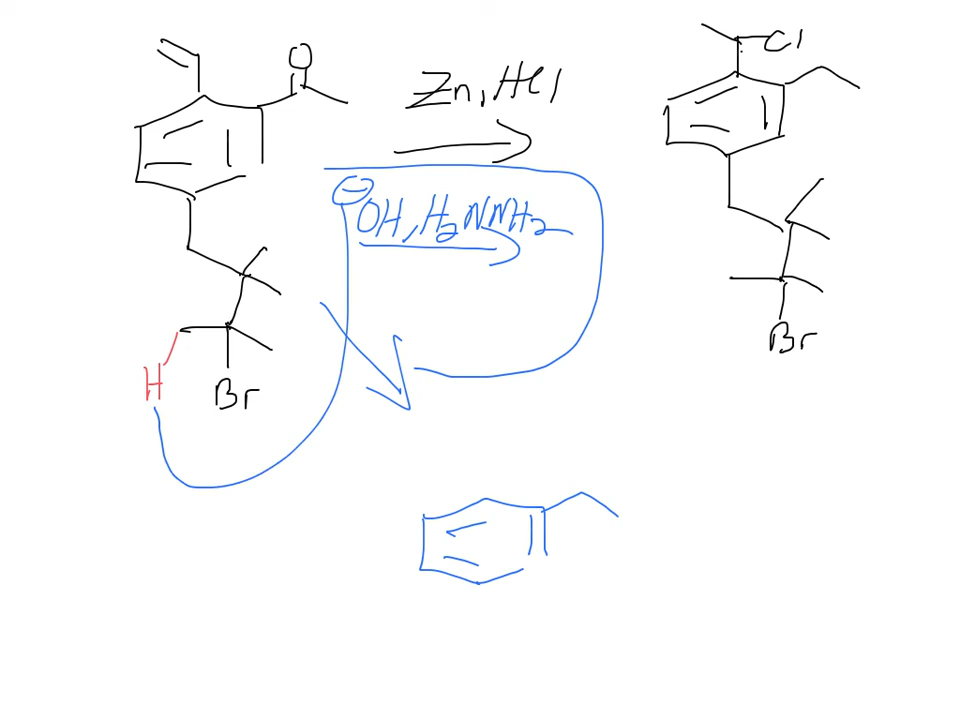 O
Cl
Zn, HCl
⊖OH, H2NNH2
Br
H
Br